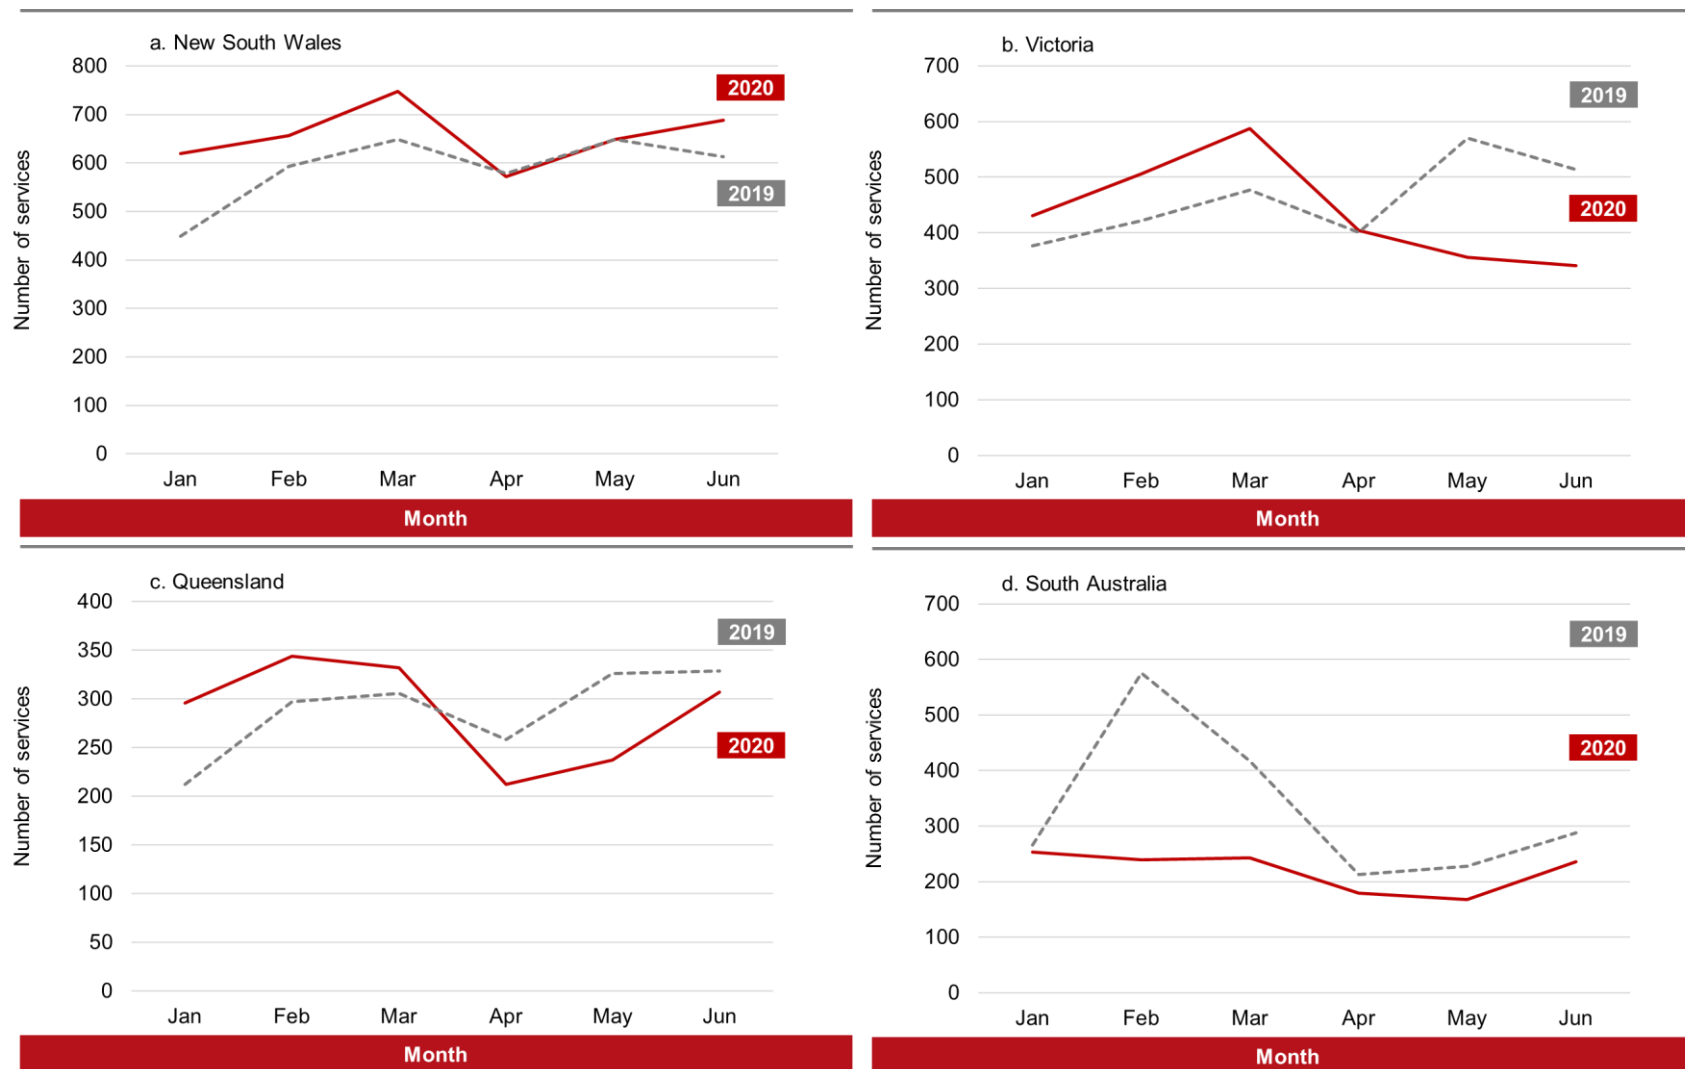 a. New South Wales
800
700
600
500
400
300
200
100
0
Number of services
2020
2019
Jan Feb Mar Apr May Jun
Month
b. Victoria
700
600
500
400
300
200
100
0
Number of services
2019
2020
Jan Feb Mar Apr May Jun
Month
c. Queensland
400
350
300
250
200
150
100
50
0
Number of services
2019
2020
Jan Feb Mar Apr May Jun
Month
d. South Australia
700
600
500
400
300
200
100
0
Number of services
2019
2020
Jan Feb Mar Apr May Jun
Month